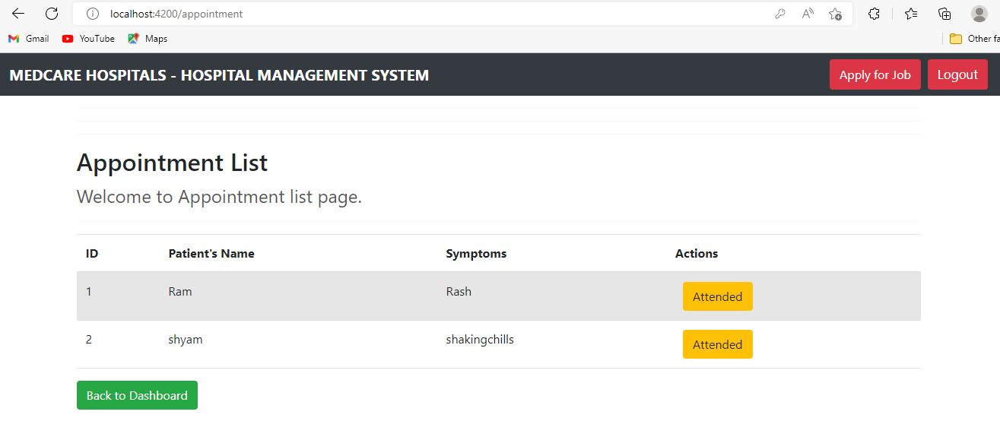 localhost:4200/appointment
Gmail YouTube Maps Other fa
MEDCARE HOSPITALS - HOSPITAL MANAGEMENT SYSTEM Apply for Job Logout
Appointment List
Welcome to Appointment list page.
ID Patient's Name Symptoms Actions
1 Ram Rash Attended
2 shyam shakingchills Attended
Back to Dashboard